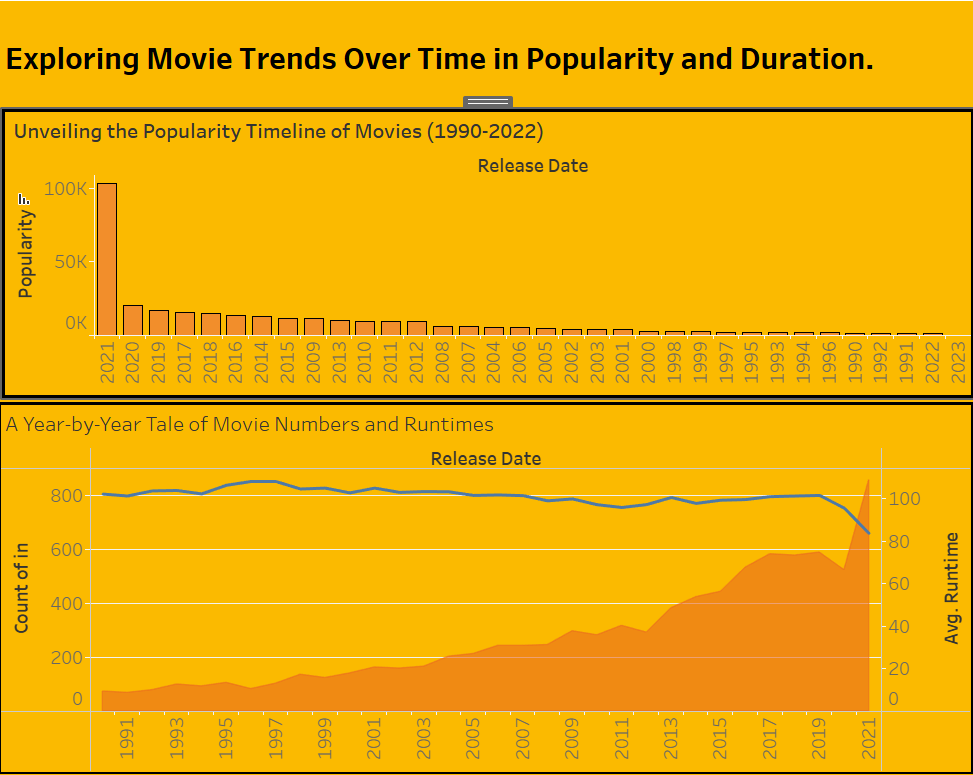 Exploring Movie Trends Over Time in Popularity and Duration.
Unveiling the Popularity Timeline of Movies (1990-2022)
Release Date
Popularity
100K
50K
0K
2021 2020 2019 2017 2018 2016 2014 2015 2009 2013 2010 2011 2012 2008 2007 2004 2006 2003 2002 2003 2001 2000 1998 1999 1997 1995 1993 1994 1996 1990 1992 1991 2022 2023
A Year-by-Year Tale of Movie Numbers and Runtimes
Release Date
Count of in
800
600
400
200
0
100
80
60
40
20
0
Avg. Runtime
1991 1993 1995 1997 1999 2001 2003 2005 2007 2009 2011 2013 2015 2017 2019 2021